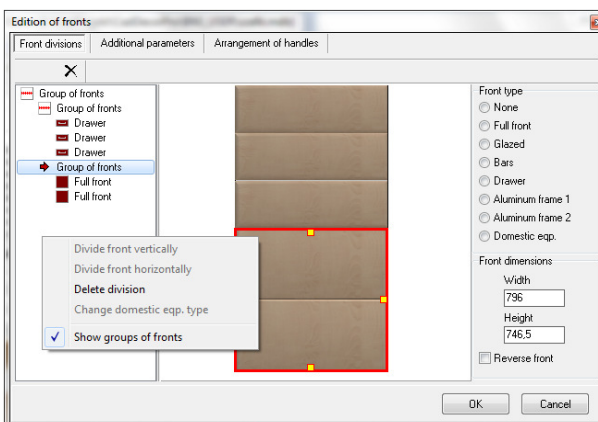 Edition of fronts
Front divisions Additional parameters Arrangement of handles
Group of fronts
Group of fronts
Drawer
Drawer
Drawer
Group of fronts
Full front
Full front
Divide front vertically
Divide front horizontally
Delete division
Change domestic eqp. type
Show groups of fronts
Front type
None
Full front
Glazed
Bars
Drawer
Aluminum frame 1
Aluminum frame 2
Domestic eqp.
Front dimensions
Width
796
Height
746,5
Reverse front
OK Cancel